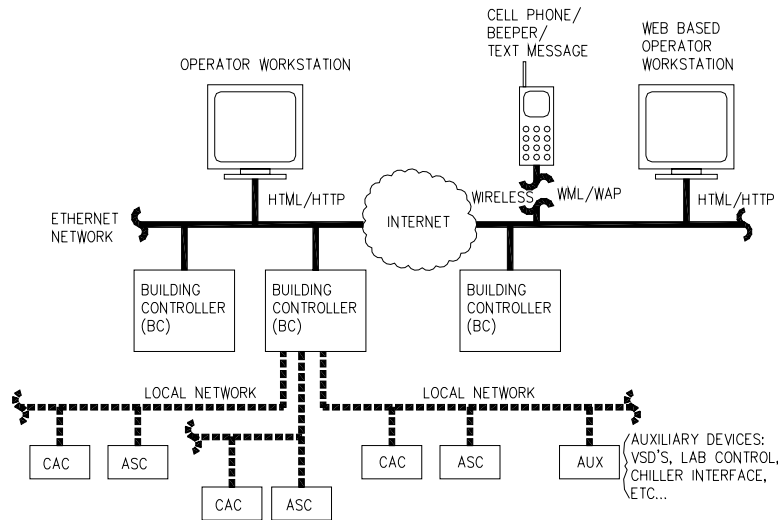 CELL PHONE/
BEEPER/
TEXT MESSAGE
WEB BASED
OPERATOR
WORKSTATION
OPERATOR WORKSTATION
HTML/HTTP
WIRELESS
WML/WAP
HTML/HTTP
ETHERNET
NETWORK
INTERNET
BUILDING
CONTROLLER
(BC)
BUILDING
CONTROLLER
(BC)
BUILDING
CONTROLLER
(BC)
LOCAL NETWORK
LOCAL NETWORK
CAC
ASC
CAC
ASC
CAC
ASC
AUX
AUXILIARY DEVICES:
VSD'S, LAB CONTROL,
CHILLER INTERFACE,
ETC...